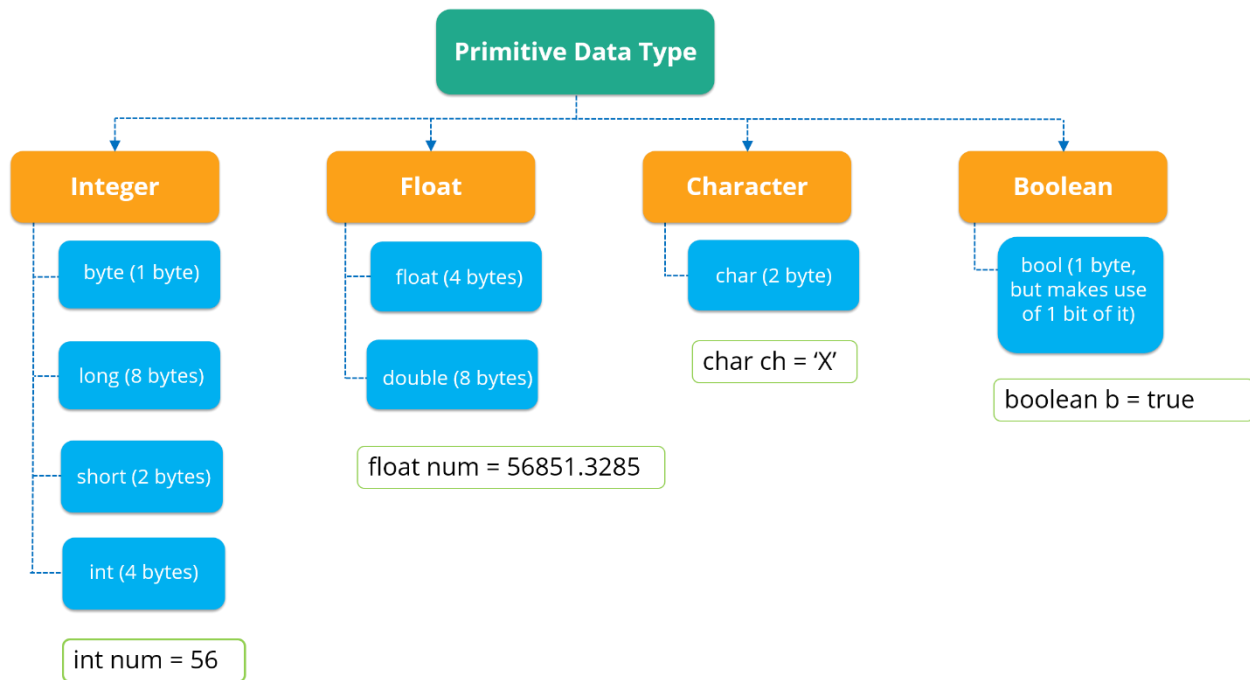 Primitive Data Type
Integer
Float
Character
Boolean
byte (1 byte)
long (8 bytes)
short (2 bytes)
int (4 bytes)
int num = 56
float (4 bytes)
double (8 bytes)
float num = 56851.3285
char (2 byte)
char ch = ‘X’
bool (1 byte,
but makes use
of 1 bit of it)
boolean b = true